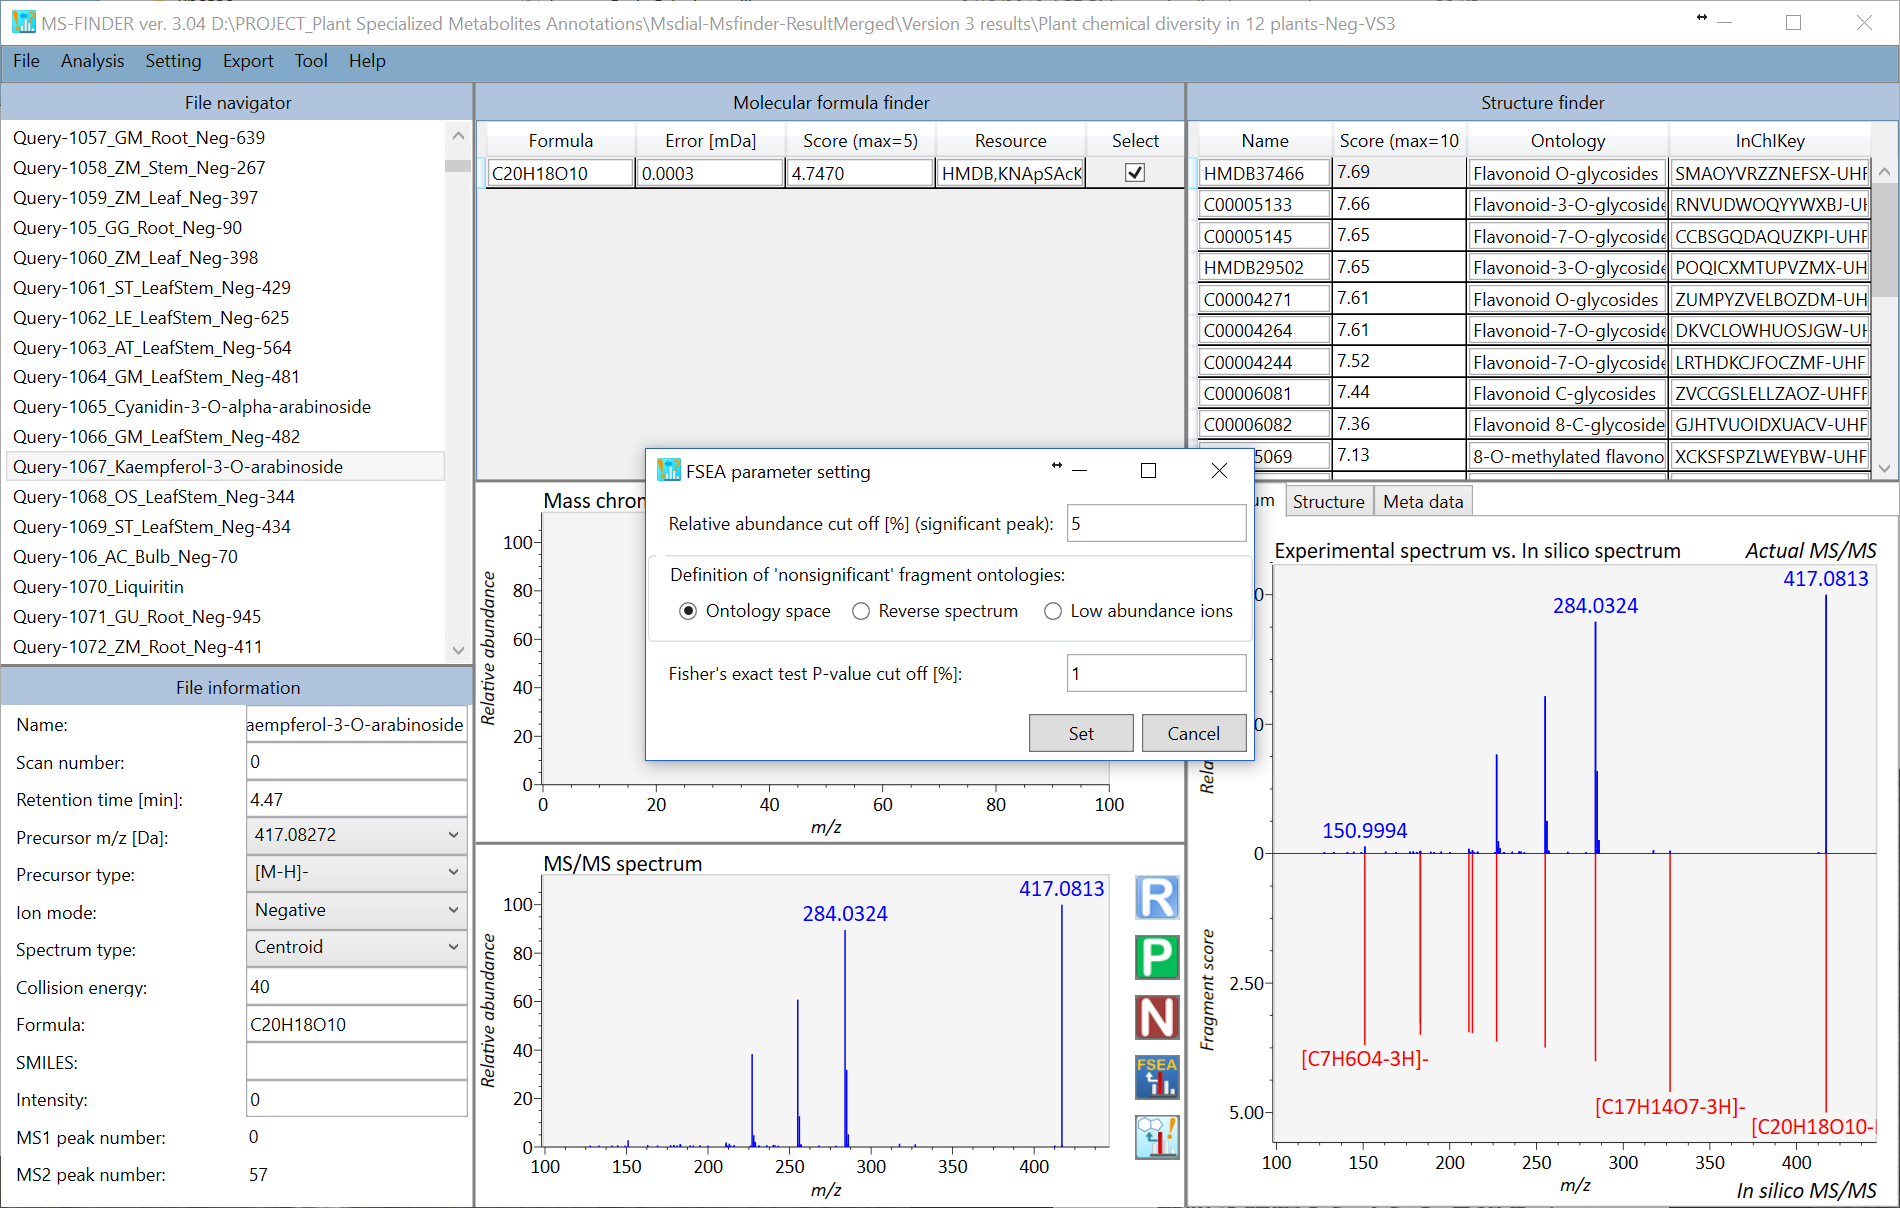 MS-FINDER ver. 3.04 D:\PROJECT_Plant Specialized Metabolites Annotations\Msdial-Msfinder-ResultMerged\Version 3 results\Plant chemical diversity in 12 plants-Neg-VS3
File Analysis Setting Export Tool Help
File navigator
Query-1057_GM_Root_Neg-639
Query-1058_ZM_Stem_Neg-267
Query-1059_ZM_Leaf_Neg-397
Query-105_GG_Root_Neg-90
Query-1060_ZM_Leaf_Neg-398
Query-1061_ST_LeafStem_Neg-429
Query-1062_LE_LeafStem_Neg-625
Query-1063_AT_LeafStem_Neg-564
Query-1064_GM_LeafStem_Neg-481
Query-1065_Cyanidin-3-O-alpha-arabinoside
Query-1066_GM_LeafStem_Neg-482
Query-1067_Kaempferol-3-O-arabinoside
Query-1068_OS_LeafStem_Neg-344
Query-1069_ST_LeafStem_Neg-434
Query-106_AC_Bulb_Neg-70
Query-1070_Liquiritin
Query-1071_GU_Root_Neg-945
Query-1072_ZM_Root_Neg-411
File information
Name: aempferol-3-O-arabinoside
Scan number: 0
Retention time [min]: 4.47
Precursor m/z [Da]: 417.08272
Precursor type: [M-H]-
Ion mode: Negative
Spectrum type: Centroid
Collision energy: 40
Formula: C20H18O10
SMILES:
Intensity: 0
MS1 peak number: 0
MS2 peak number: 57
Molecular formula finder
Formula Error [mDa] Score (max=5) Resource Select
C20H18O10 0.0003 4.7470 HMDB,KNApSAcK
Structure finder
Name Score (max=10 Ontology InChIKey
HMDB37466 7.69 Flavonoid O-glycosides SMAOYVRZZNEFSX-UHF
C00005133 7.66 Flavonoid-3-O-glycoside RNVUDWOQYYWXBJ-UH
C00005145 7.65 Flavonoid-7-O-glycoside CCBSGQDAQUZKPI-UHF
HMDB29502 7.65 Flavonoid-3-O-glycoside POQICXMTUPVZMX-UH
C00004271 7.61 Flavonoid O-glycosides ZUMPYZVELBOZDM-UH
C00004264 7.61 Flavonoid-7-O-glycoside DKVCLOWHUOSJGW-UH
C00004244 7.52 Flavonoid-7-O-glycoside LRTHDKCJFOCZMF-UHF
C00006081 7.44 Flavonoid C-glycosides ZVCCGSLELLZAOZ-UHFF
C00006082 7.36 Flavonoid 8-C-glycoside GJHTVUOIDXUACV-UHF
5069 7.13 8-O-methylated flavono XCKSFSPZLWEYBW-UHF
FSEA parameter setting
Relative abundance cut off [%] (significant peak): 5
Definition of 'nonsignificant' fragment ontologies:
Ontology space Reverse spectrum Low abundance ions
Fisher's exact test P-value cut off [%]: 1
Set Cancel
Mass chron
Relative abundance
100
80
60
40
20
0
0 20 40 60 80 100
m/z
MS/MS spectrum
417.0813
284.0324
Relative abundance
100
80
60
40
20
0
100 150 200 250 300 350 400
m/z
R
P
N
FSEA
um Structure Meta data
Experimental spectrum vs. In silico spectrum Actual MS/MS
417.0813
284.0324
150.9994
0
0
Rela
0
2.50
5.00
Fragment score
[C7H6O4-3H]-
[C17H14O7-3H]-
[C20H18O10-
100 150 200 250 300 350 400
m/z
In silico MS/MS